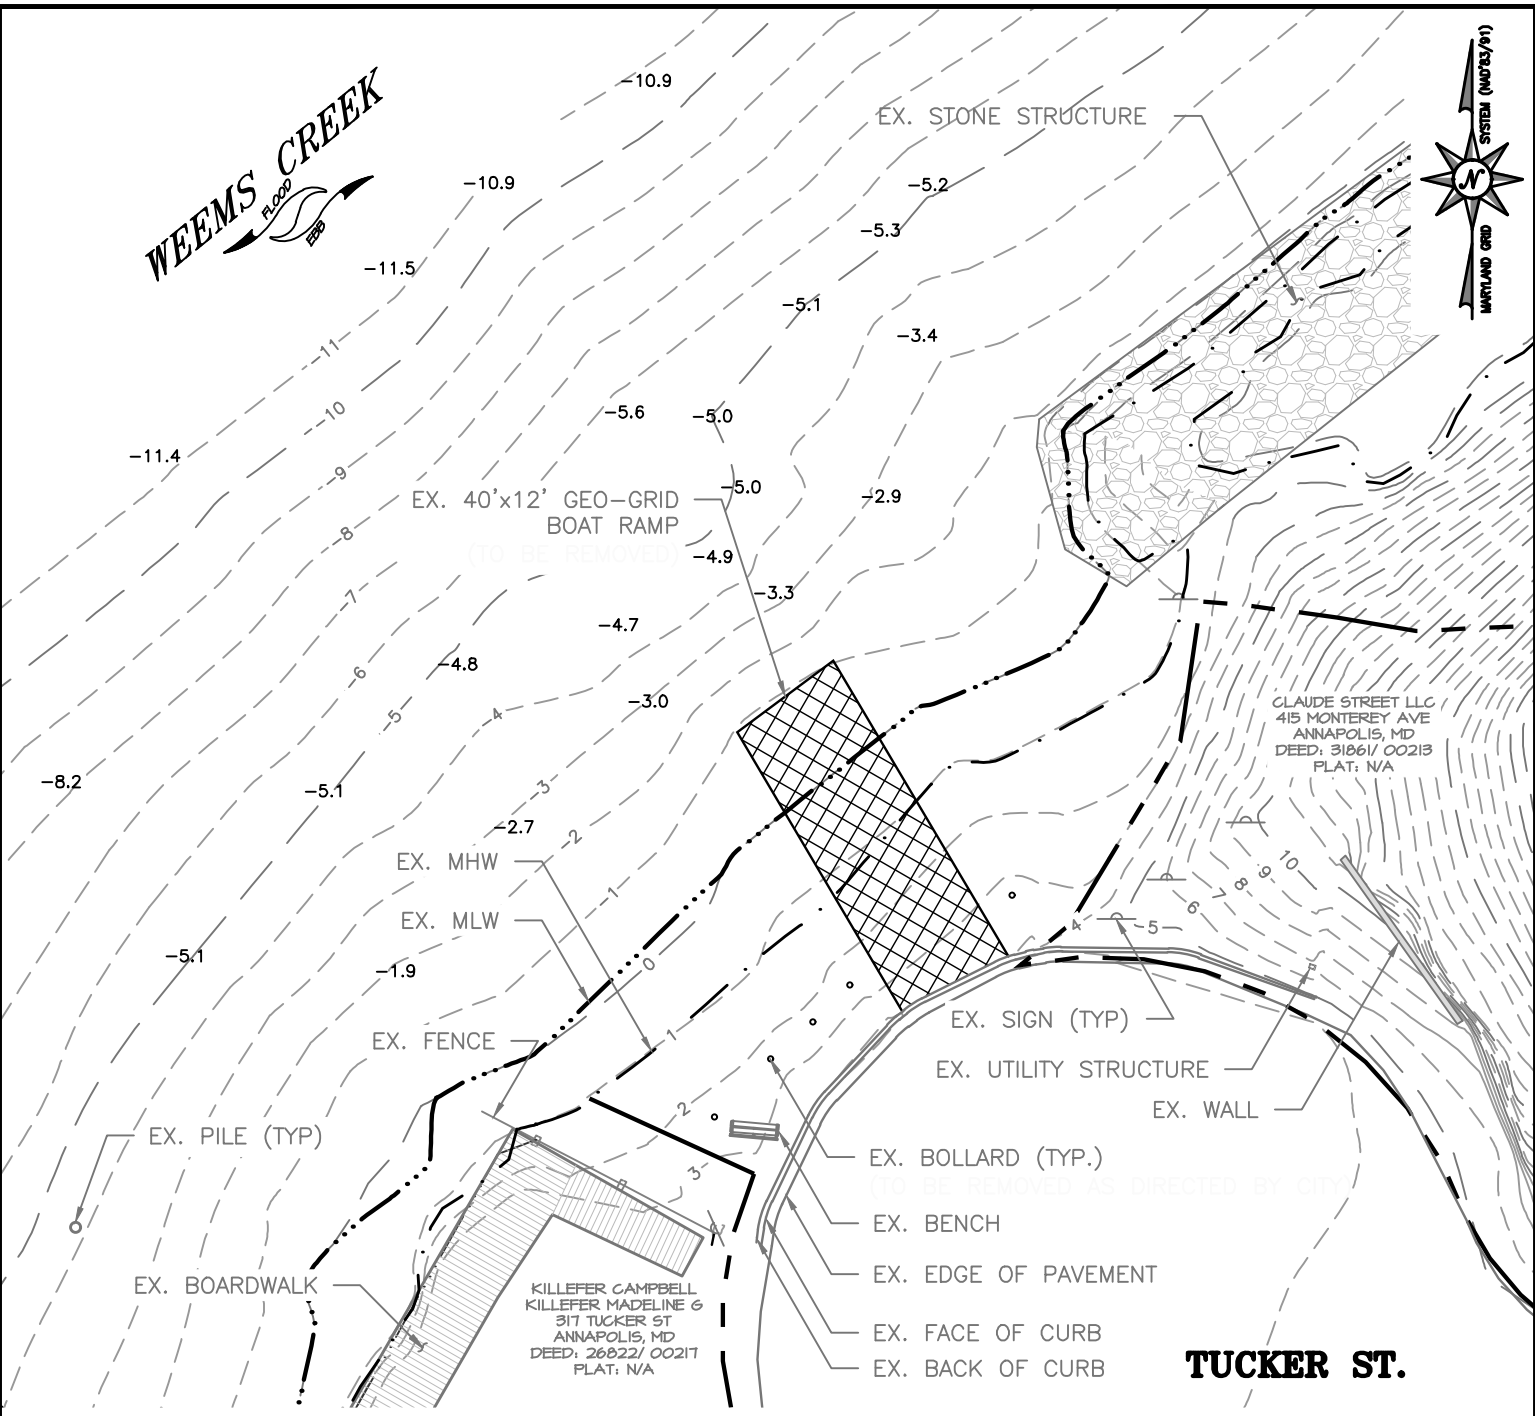 WEEMS CREEK
FLOOD
EBB
SYSTEM (NAD'83/91)
N
MARYLAND GRID
-10.9
EX. STONE STRUCTURE
-10.9
-5.2
-5.3
-11.5
-5.1
-3.4
-11
-10
-5.6
-5.0
-11.4
-9
-5.0
-2.9
EX. 40'x12' GEO-GRID
BOAT RAMP
(TO BE REMOVED)
-8
-4.9
-3.3
-7
-4.7
-4.8
-6
-3.0
-5
-4
CLAUDE STREET LLC
415 MONTEREY AVE
ANNAPOLIS, MD
DEED: 31861/ 00213
PLAT: N/A
-8.2
-5.1
-3
-2.7
-2
EX. MHW
-1
10
9
8
7
6
EX. MLW
4
-5
-5.1
-1.9
0
EX. SIGN (TYP)
EX. FENCE
1
EX. UTILITY STRUCTURE
EX. WALL
2
EX. PILE (TYP)
EX. BOLLARD (TYP.)
(TO BE REMOVED AS DIRECTED BY CITY)
3
EX. BENCH
EX. BOARDWALK
EX. EDGE OF PAVEMENT
KILLEFER CAMPBELL
KILLEFER MADELINE G
317 TUCKER ST
ANNAPOLIS, MD
DEED: 26822/ 00217
PLAT: N/A
EX. FACE OF CURB
EX. BACK OF CURB
TUCKER ST.